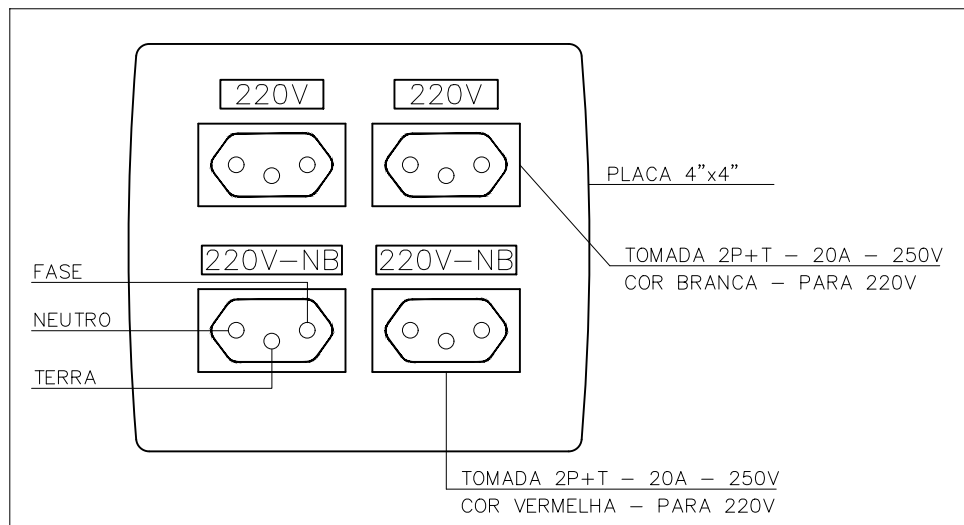 220V
220V
PLACA 4”x4”
TOMADA 2P+T – 20A – 250V
COR BRANCA – PARA 220V
220V–NB
220V–NB
FASE
NEUTRO
TERRA
TOMADA 2P+T – 20A – 250V
COR VERMELHA – PARA 220V